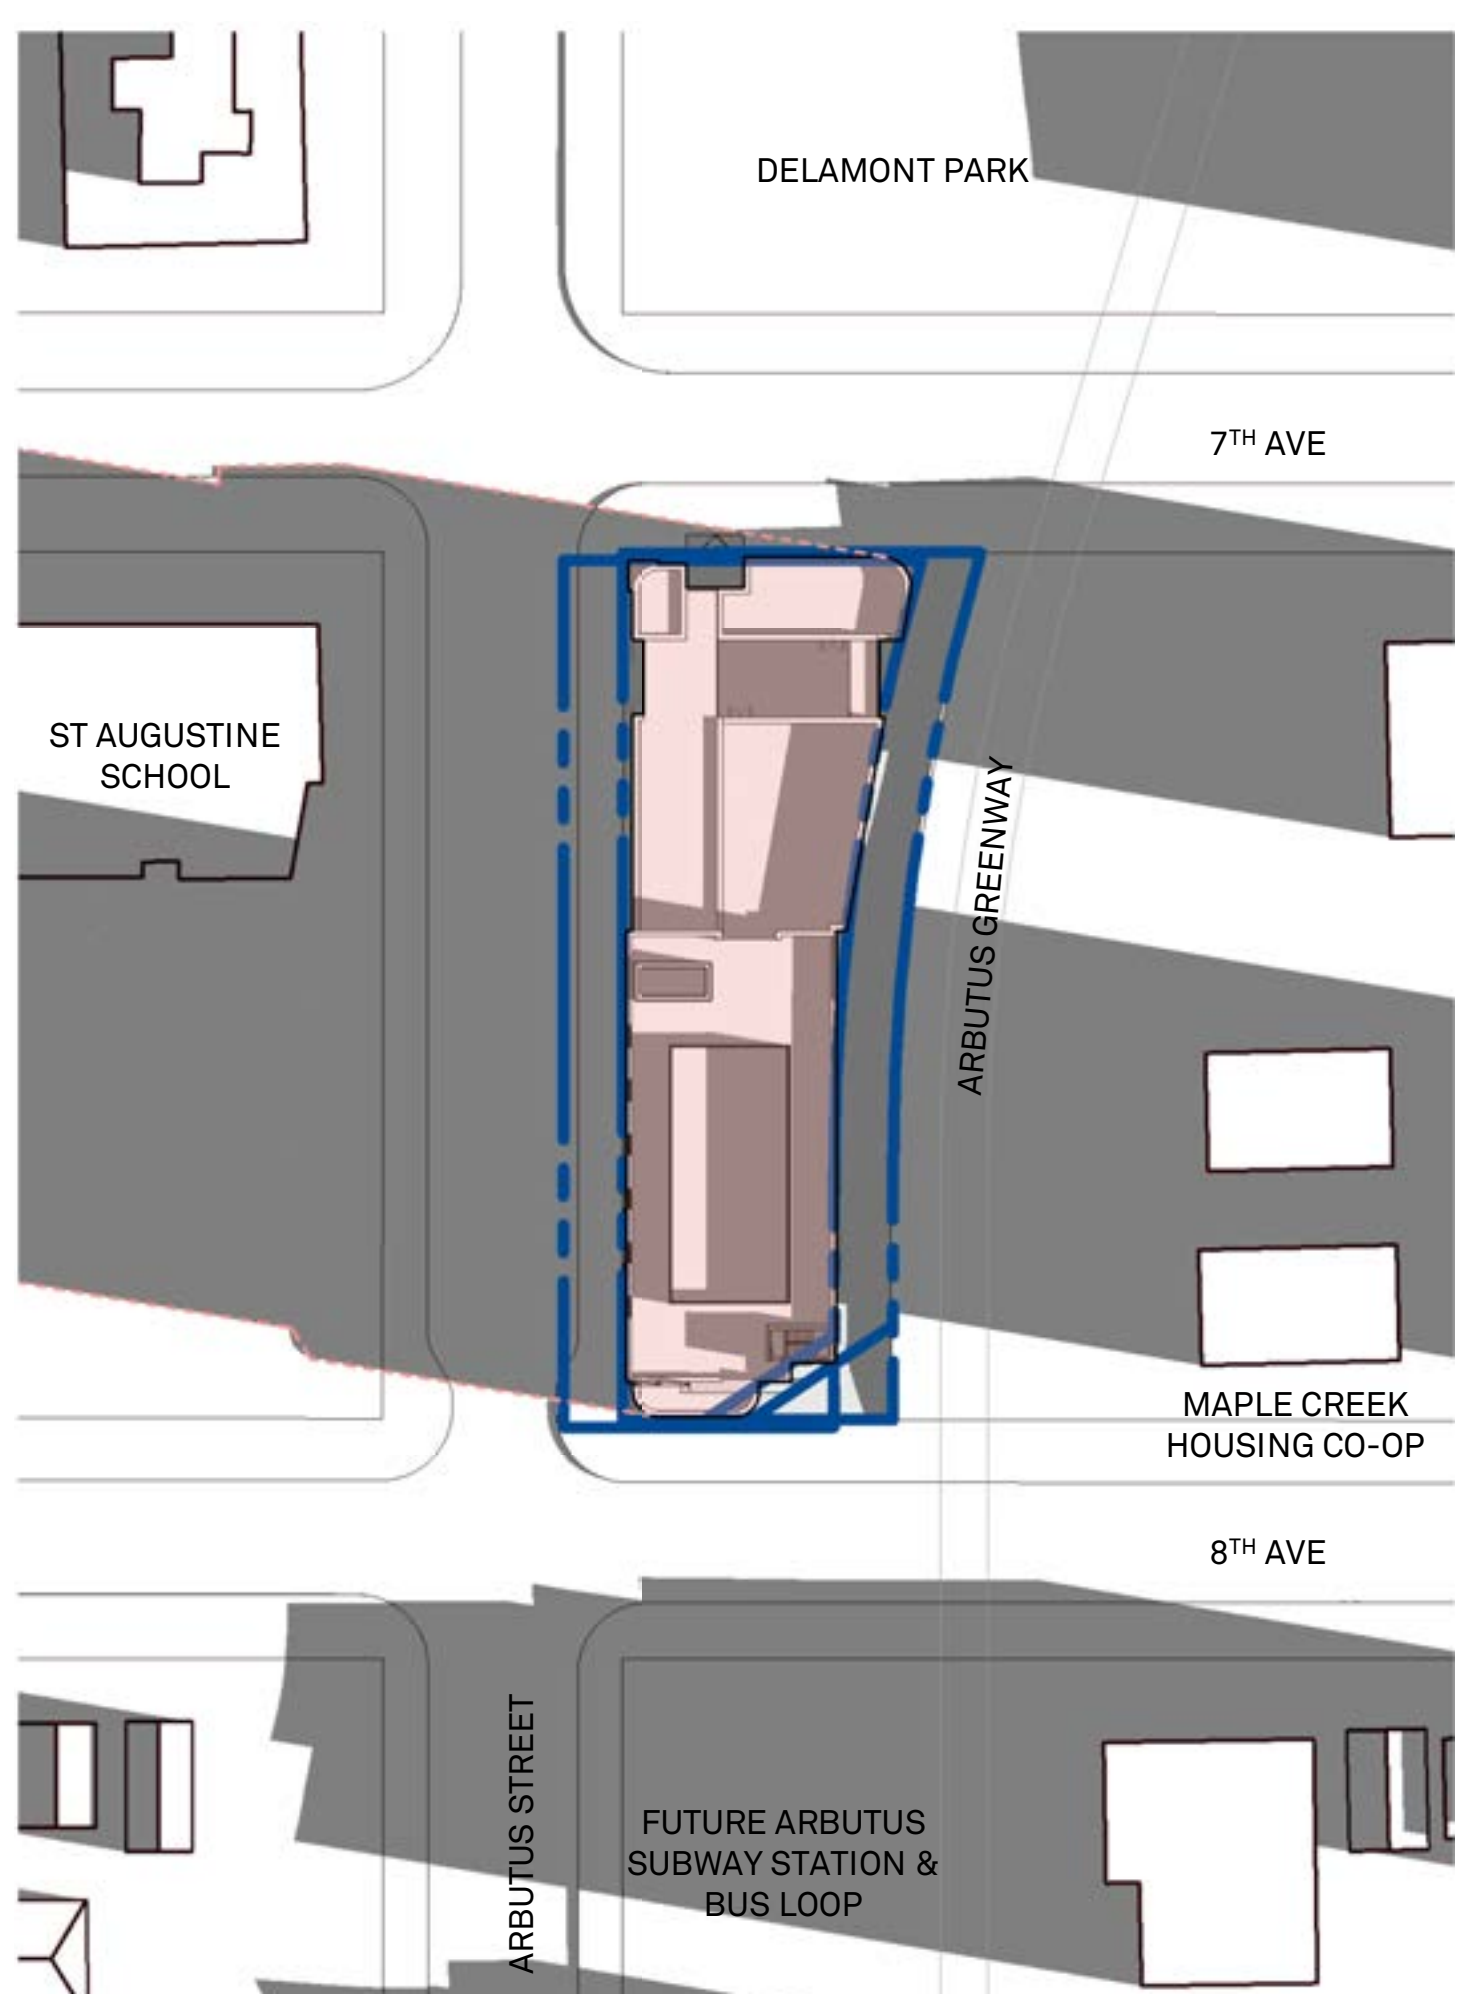 DELAMONT PARK
7TH AVE
ST AUGUSTINE
SCHOOL
ARBUTUS GREENWAY
MAPLE CREEK
HOUSING CO-OP
8TH AVE
ARBUTUS STREET
FUTURE ARBUTUS
SUBWAY STATION &
BUS LOOP